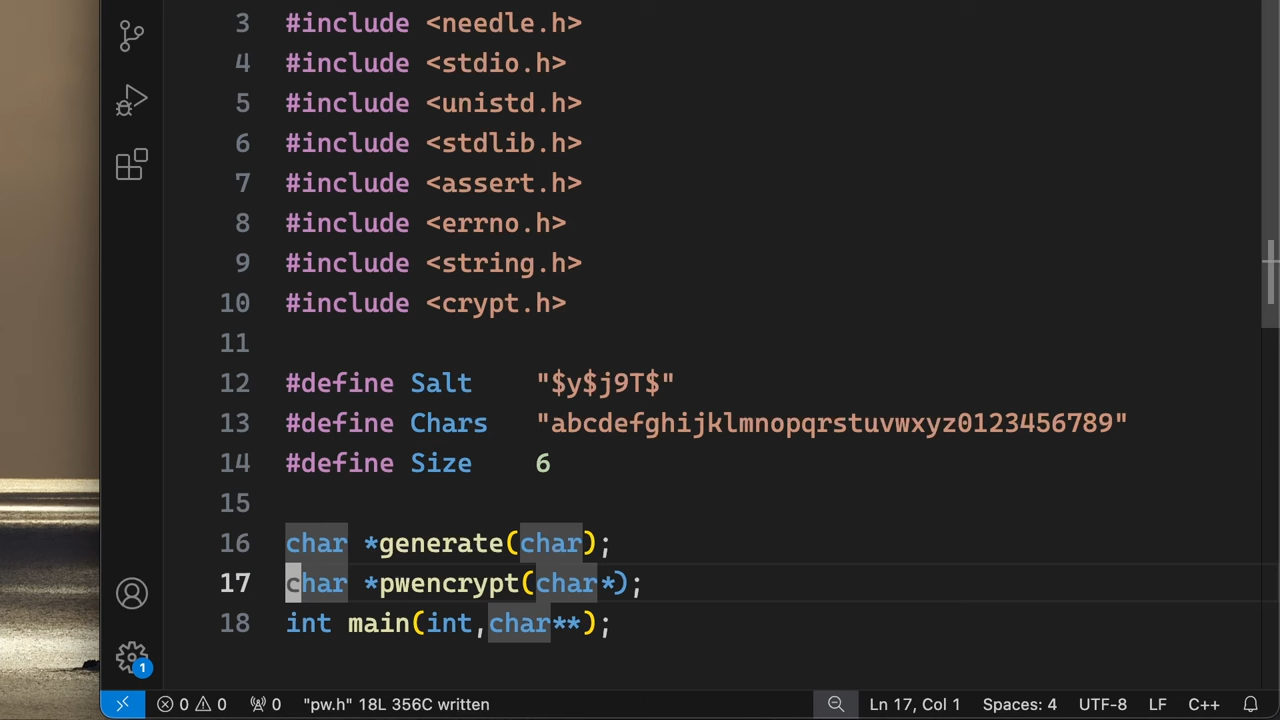 3 #include <needle.h>
4 #include <stdio.h>
5 #include <unistd.h>
6 #include <stdlib.h>
7 #include <assert.h>
8 #include <errno.h>
9 #include <string.h>
10 #include <crypt.h>
11
12 #define Salt "$y$j9T$"
13 #define Chars "abcdefghijklmnopqrstuvwxyz0123456789"
14 #define Size 6
15
16 char *generate(char);
17 char *pwencrypt(char*);
18 int main(int,char**);
1
0 0 0 "pw.h" 18L 356C written Ln 17, Col 1 Spaces: 4 UTF-8 LF C++